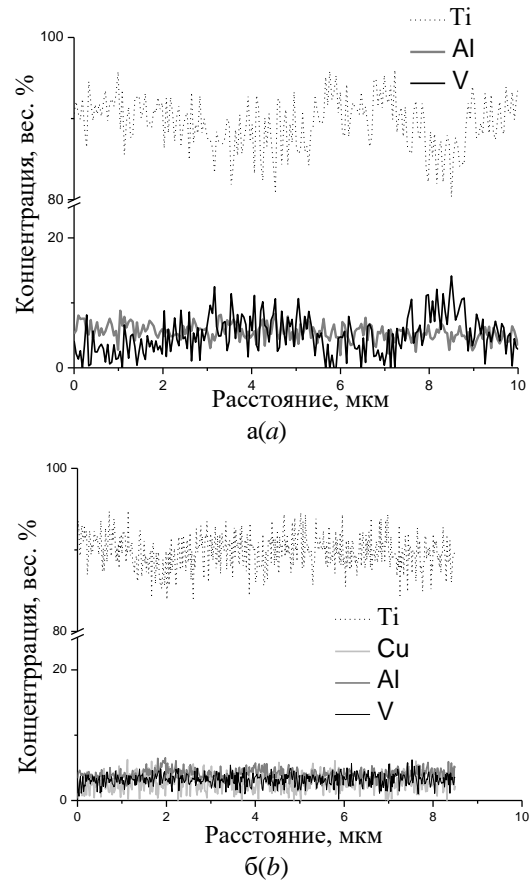 Ti
Al
V
100
80
20
0
Концентрация, вес. %
0 2 4 6 8 10
Расстояние, мкм
а(a)
100
80
20
0
Концентррация, вес. %
Ti
Cu
Al
V
0 2 4 6 8 10
Расстояние, мкм
б(b)